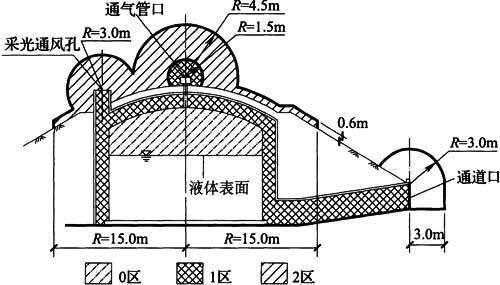 通气管口
R=4.5m
采光通风孔
R=3.0m
R=1.5m
0.6m
R=3.0m
通道口
液体表面
R=15.0m
R=15.0m
3.0m
0区
1区
2区